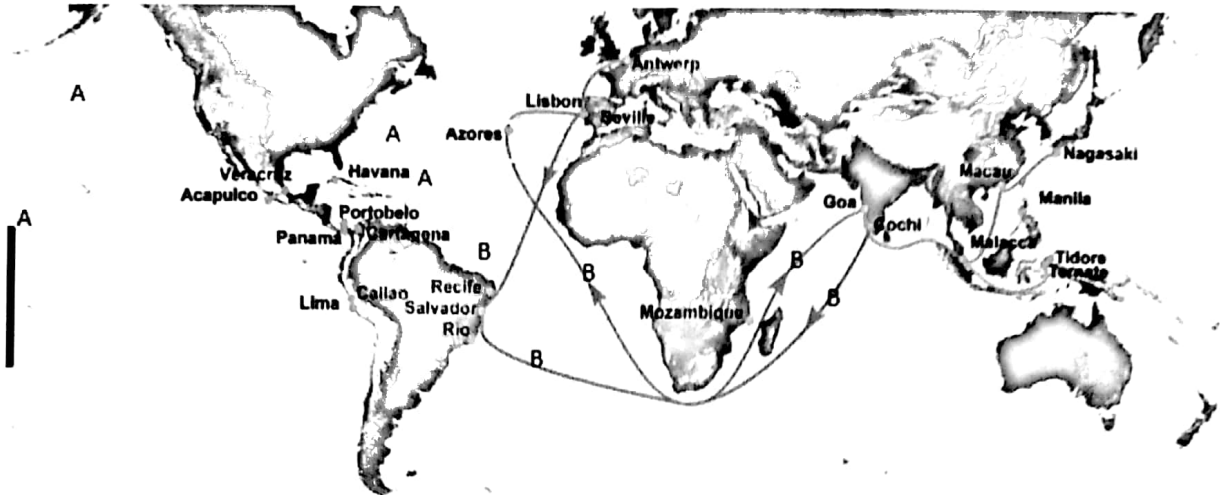 Antwerp
A
Lisbon
Seville
Azores
A
Nagasaki
Veracruz
Havana
A
Macau
Acapulco
Goa
Manila
A
Portobelo
Panama
Cartagena
Cochi
B
Malacca
B
B
Tidore
Ternate
Lima
Callao
Recife
Salvador
Rio
Mozambique
B
B